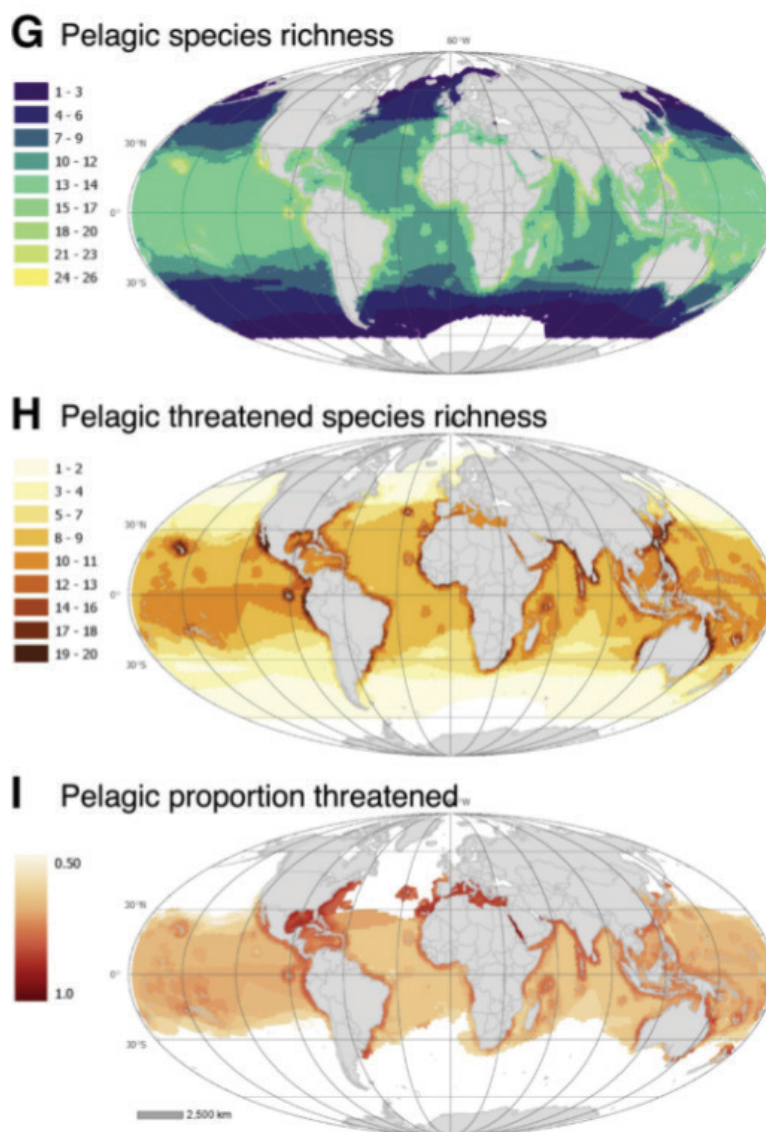 G Pelagic species richness
60°W
1 - 3
4 - 6
7 - 9
10 - 12
13 - 14
15 - 17
18 - 20
21 - 23
24 - 26
30°N
0°
30°S
H Pelagic threatened species richness
1 - 2
3 - 4
5 - 7
8 - 9
10 - 11
12 - 13
14 - 16
17 - 18
19 - 20
30°N
0°
30°S
I Pelagic proportion threatened
0.50
1.0
30°N
0°
30°S
2,500 km